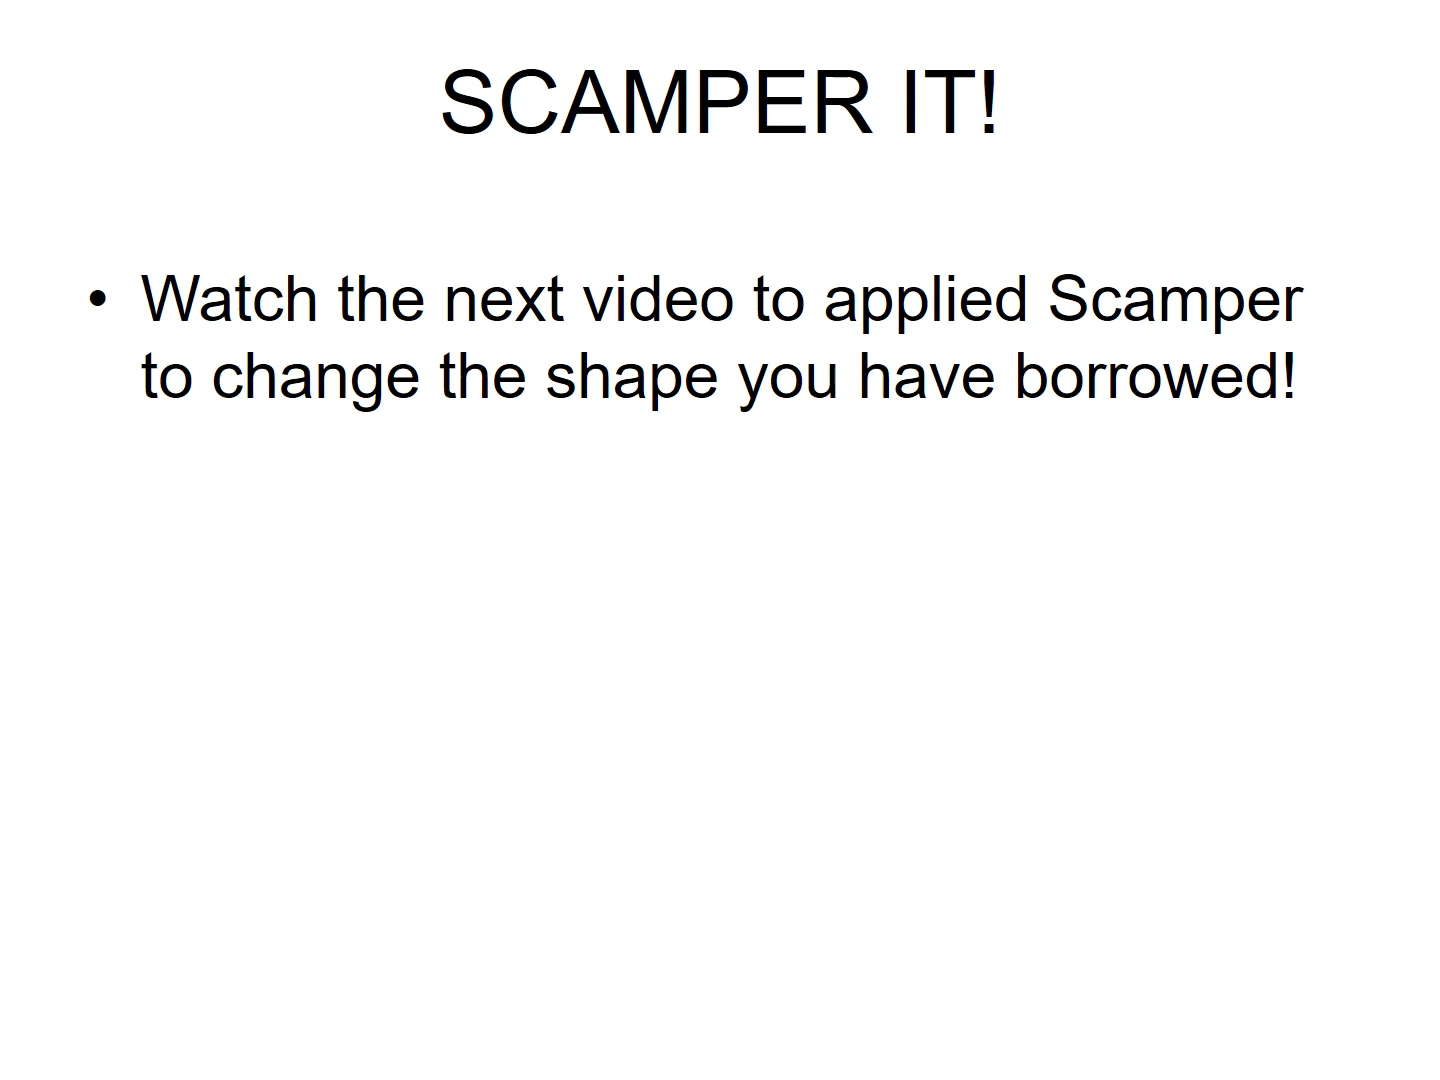 SCAMPER IT!
• Watch the next video to applied Scamper
to change the shape you have borrowed!